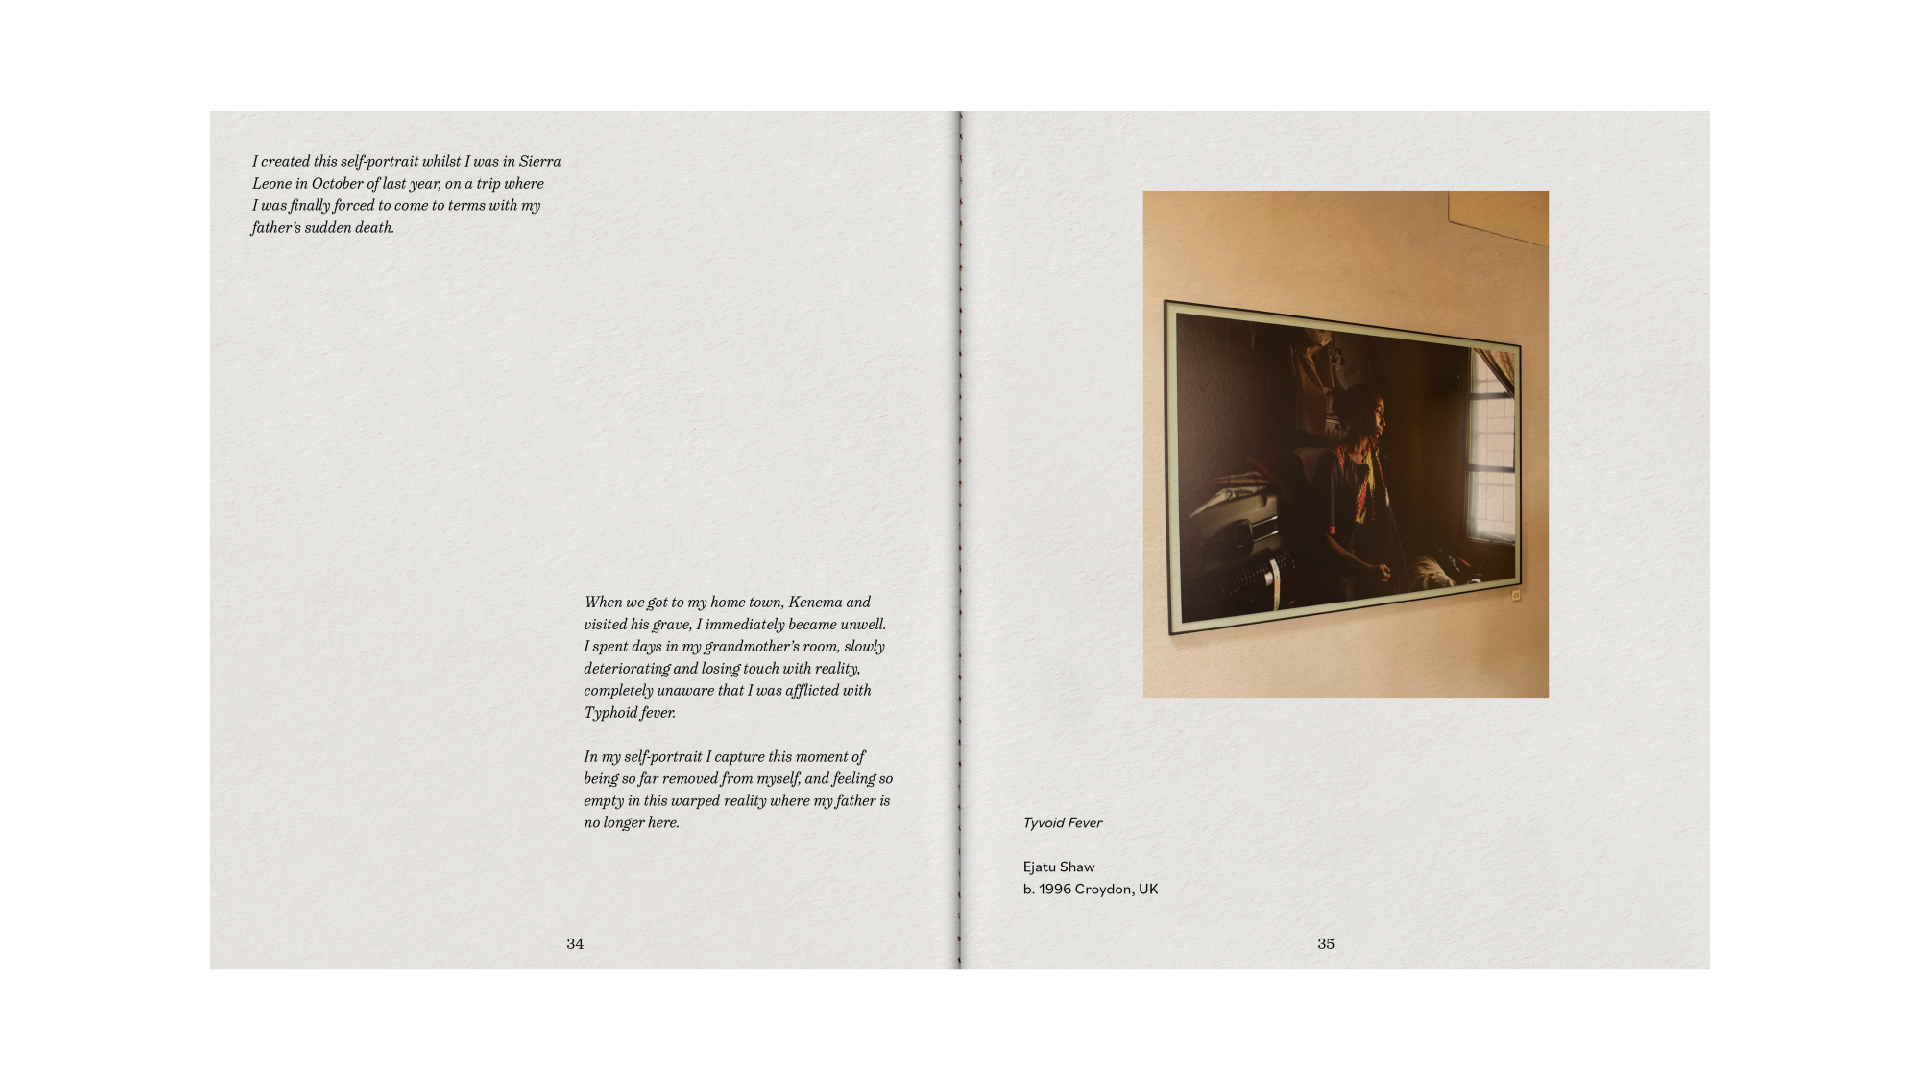 I created this self-portrait whilst I was in Sierra
Leone in October of last year, on a trip where
I was finally forced to come to terms with my
father's sudden death.
When we got to my home town, Kenema and
visited his grave, I immediately became unwell.
I spent days in my grandmother's room, slowly
deteriorating and losing touch with reality,
completely unaware that I was afflicted with
Typhoid fever.
In my self-portrait I capture this moment of
being so far removed from myself, and feeling so
empty in this warped reality where my father is
no longer here.
34
Tyvoid Fever
Ejatu Shaw
b. 1996 Croydon, UK
35